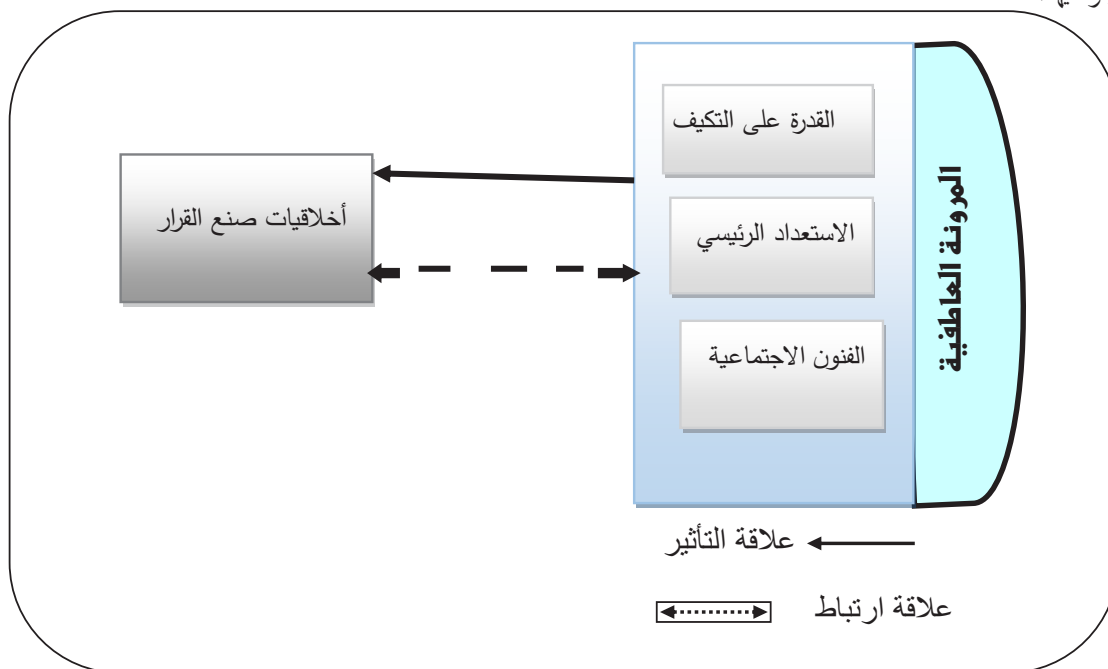 القدرة على التكيف
المرونة العاطفية
الاستعداد الرئيسي
أخلاقيات صنع القرار
الفنون الاجتماعية
علاقة التأثير
علاقة ارتباط